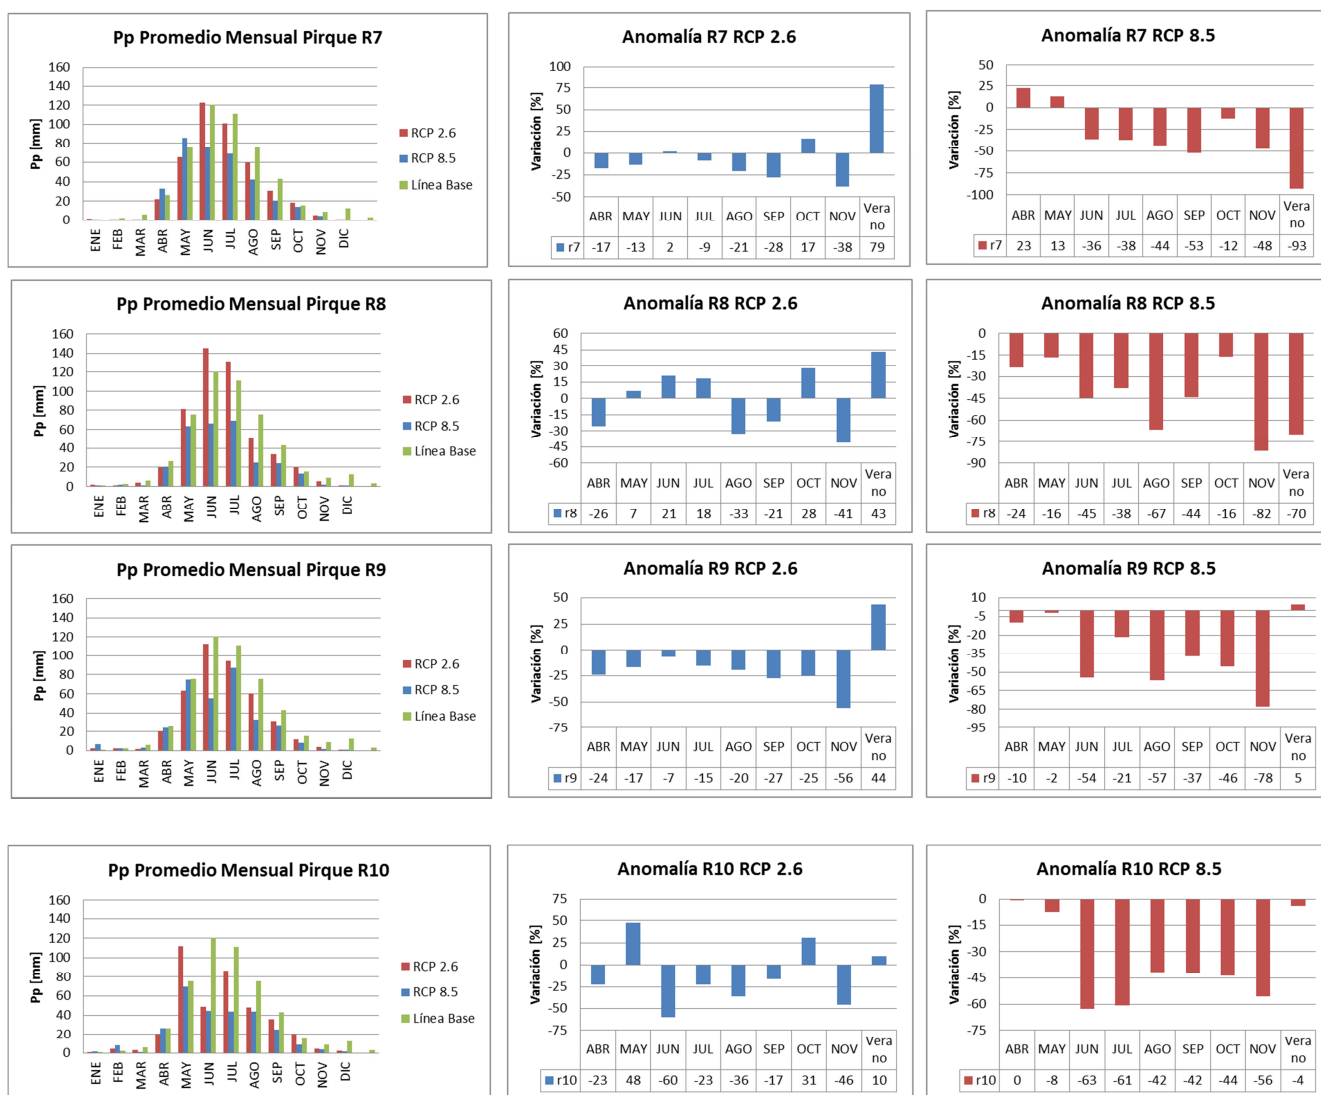 Pp Promedio Mensual Pirque R7
Pp [mm]
160
140
120
100
80
60
40
20
0
ENE FEB MAR ABR MAY JUN JUL AGO SEP OCT NOV DIC
RCP 2.6
RCP 8.5
Línea Base
Anomalía R7 RCP 2.6
Variación [%]
100
75
50
25
0
-25
-50
ABR MAY JUN JUL AGO SEP OCT NOV Vera no
r7 -17 -13 2 -9 -21 -28 17 -38 79
Anomalía R7 RCP 8.5
Variación [%]
50
25
0
-25
-50
-75
-100
ABR MAY JUN JUL AGO SEP OCT NOV Vera no
r7 23 13 -36 -38 -44 -53 -12 -48 -93
Pp Promedio Mensual Pirque R8
Pp [mm]
160
140
120
100
80
60
40
20
0
ENE FEB MAR ABR MAY JUN JUL AGO SEP OCT NOV DIC
RCP 2.6
RCP 8.5
Línea Base
Anomalía R8 RCP 2.6
Variación [%]
60
45
30
15
0
-15
-30
-45
-60
ABR MAY JUN JUL AGO SEP OCT NOV Vera no
r8 -26 7 21 18 -33 -21 28 -41 43
Anomalía R8 RCP 8.5
Variación [%]
0
-15
-30
-45
-60
-75
-90
ABR MAY JUN JUL AGO SEP OCT NOV Vera no
r8 -24 -16 -45 -38 -67 -44 -16 -82 -70
Pp Promedio Mensual Pirque R9
Pp [mm]
160
140
120
100
80
60
40
20
0
ENE FEB MAR ABR MAY JUN JUL AGO SEP OCT NOV DIC
RCP 2.6
RCP 8.5
Línea Base
Anomalía R9 RCP 2.6
Variación [%]
50
25
0
-25
-50
-75
ABR MAY JUN JUL AGO SEP OCT NOV Vera no
r9 -24 -17 -7 -15 -20 -27 -25 -56 44
Anomalía R9 RCP 8.5
Variación [%]
10
-5
-20
-35
-50
-65
-80
-95
ABR MAY JUN JUL AGO SEP OCT NOV Vera no
r9 -10 -2 -54 -21 -57 -37 -46 -78 5
Pp Promedio Mensual Pirque R10
Pp [mm]
160
140
120
100
80
60
40
20
0
ENE FEB MAR ABR MAY JUN JUL AGO SEP OCT NOV DIC
RCP 2.6
RCP 8.5
Línea Base
Anomalía R10 RCP 2.6
Variación [%]
75
50
25
0
-25
-50
-75
ABR MAY JUN JUL AGO SEP OCT NOV Vera no
r10 -23 48 -60 -23 -36 -17 31 -46 10
Anomalía R10 RCP 8.5
Variación [%]
0
-15
-30
-45
-60
-75
ABR MAY JUN JUL AGO SEP OCT NOV Vera no
r10 0 -8 -63 -61 -42 -42 -44 -56 -4